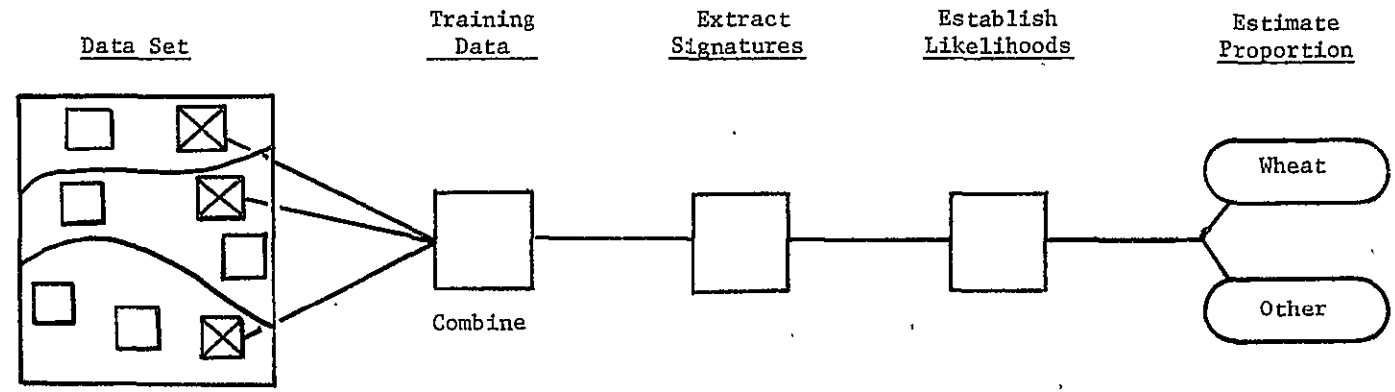 Data Set
Training
Data
Extract
Signatures
Establish
Likelihoods
Estimate
Proportion
Combine
Wheat
Other